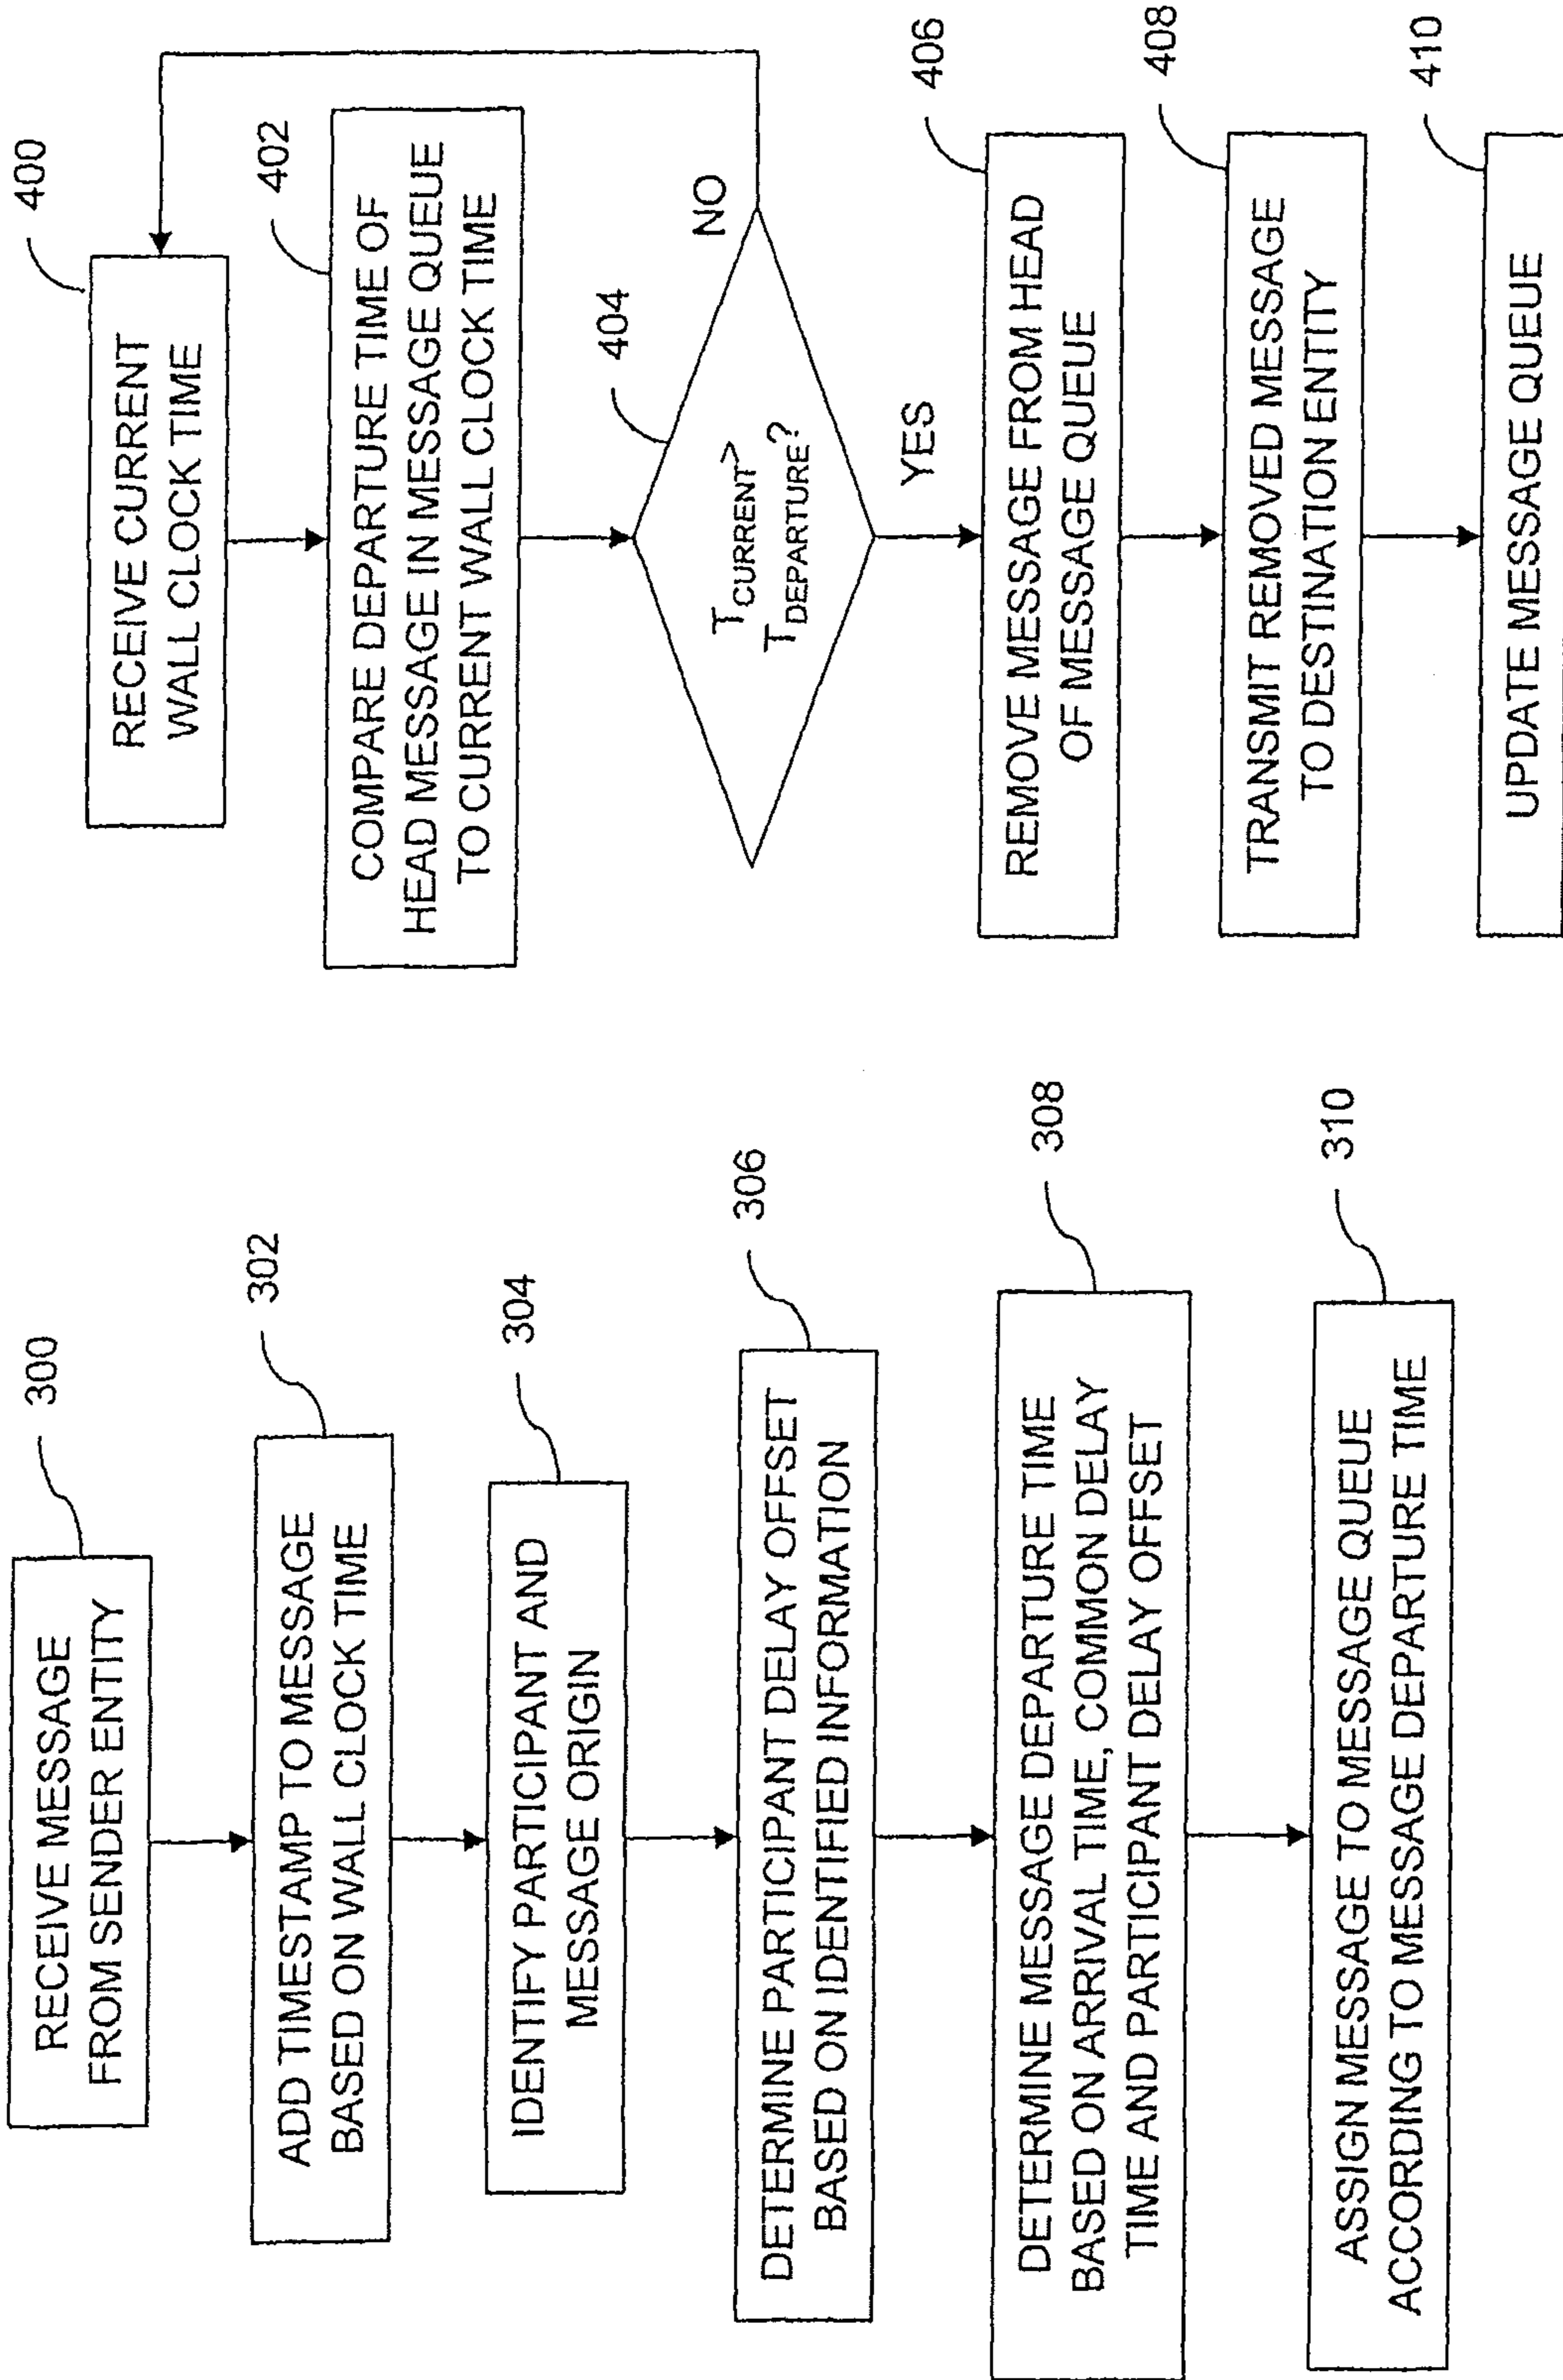 300
RECEIVE MESSAGE
FROM SENDER ENTITY
302
ADD TIMESTAMP TO MESSAGE
BASED ON WALL CLOCK TIME
304
IDENTIFY PARTICIPANT AND
MESSAGE ORIGIN
306
DETERMINE PARTICIPANT DELAY OFFSET
BASED ON IDENTIFIED INFORMATION
308
DETERMINE MESSAGE DEPARTURE TIME
BASED ON ARRIVAL TIME, COMMON DELAY
TIME AND PARTICIPANT DELAY OFFSET
310
ASSIGN MESSAGE TO MESSAGE QUEUE
ACCORDING TO MESSAGE DEPARTURE TIME
400
RECEIVE CURRENT
WALL CLOCK TIME
402
COMPARE DEPARTURE TIME OF
HEAD MESSAGE IN MESSAGE QUEUE
TO CURRENT WALL CLOCK TIME
404
TCURRENT>
TDEPARTURE?
NO
YES
406
REMOVE MESSAGE FROM HEAD
OF MESSAGE QUEUE
408
TRANSMIT REMOVED MESSAGE
TO DESTINATION ENTITY
410
UPDATE MESSAGE QUEUE